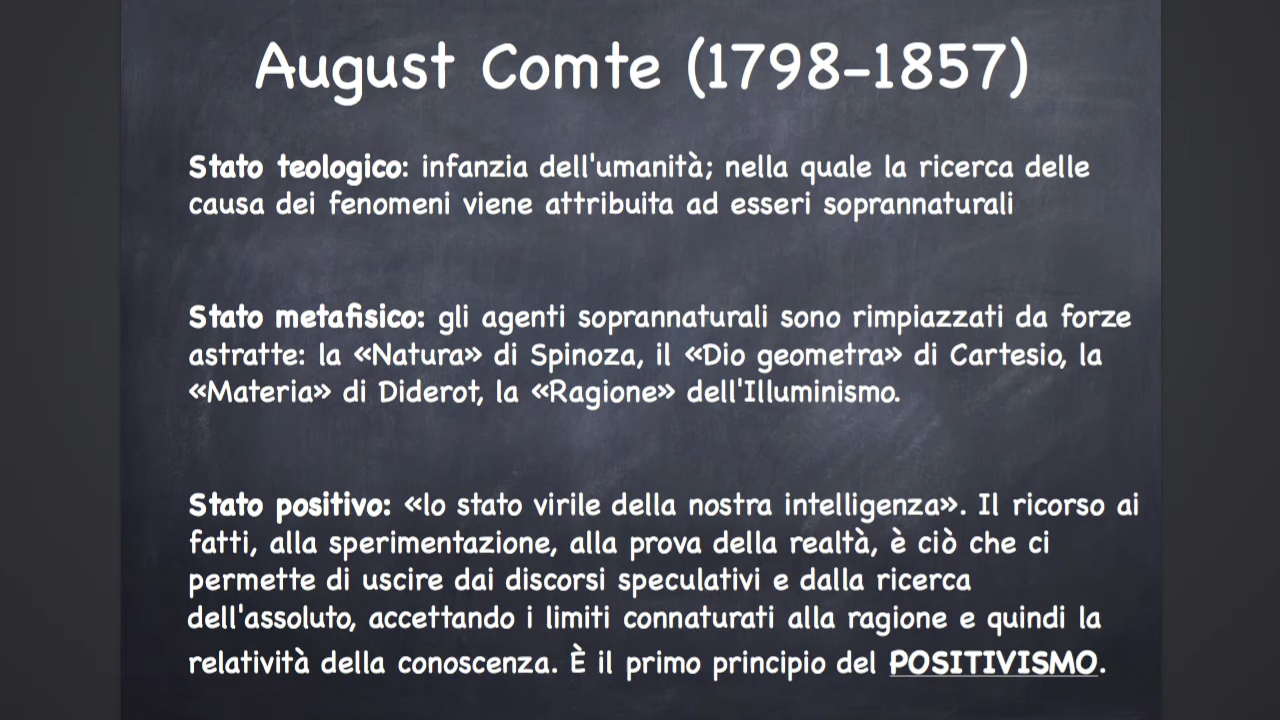 August Comte (1798-1857)
Stato teologico: infanzia dell'umanità; nella quale la ricerca delle
causa dei fenomeni viene attribuita ad esseri soprannaturali
Stato metafisico: gli agenti soprannaturali sono rimpiazzati da forze
astratte: la «Natura» di Spinoza, il «Dio geometra» di Cartesio, la
«Materia» di Diderot, la «Ragione» dell'Illuminismo.
Stato positivo: «lo stato virile della nostra intelligenza». Il ricorso ai
fatti, alla sperimentazione, alla prova della realtà, è ciò che ci
permette di uscire dai discorsi speculativi e dalla ricerca
dell'assoluto, accettando i limiti connaturati alla ragione e quindi la
relatività della conoscenza. È il primo principio del POSITIVISMO.